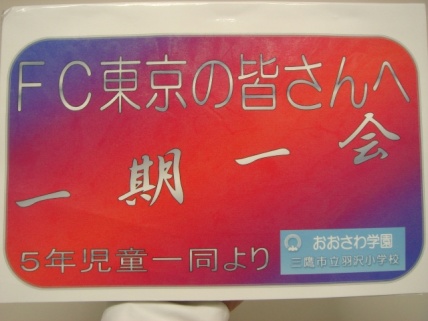 FC東京の皆さんへ
一期一会
5年児童一同より
おおさわ学園
三鷹市立羽沢小学校